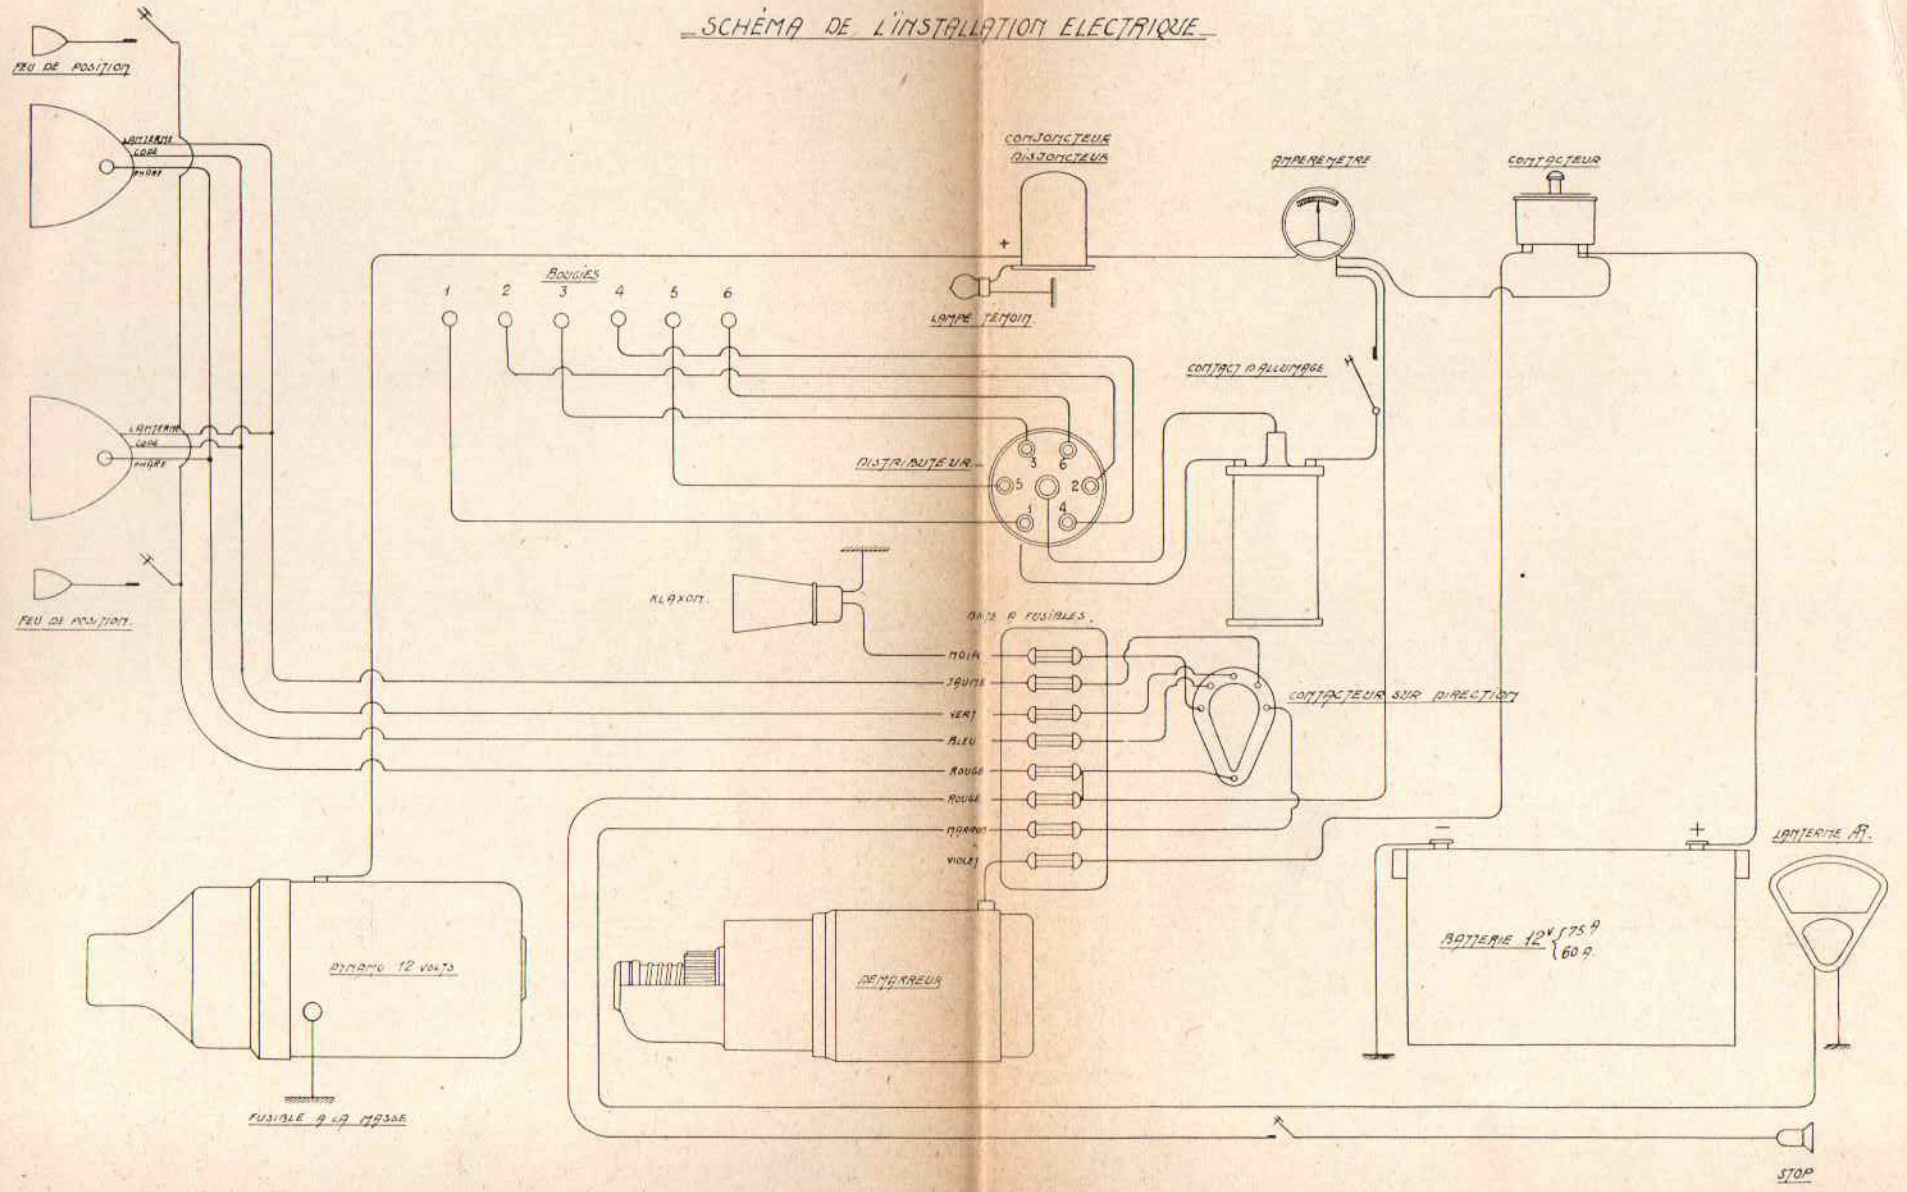 SCHÉMA DE L'INSTALLATION ELECTRIQUE
FEU DE POSITION
LANTERNE
CODE
PHARE
CONJONCTEUR
DISJONCTEUR
AMPEREMETRE
CONTACTEUR
+
BOUGIES
1 2 3 4 5 6
LAMPE TÉMOIN.
CONTACT D'ALLUMAGE
LANTERNE
CODE
PHARE
DISTRIBUTEUR
3 6
5 2
1 4
FEU DE POSITION.
KLAXON.
BOITE A FUSIBLES.
NOIR
JAUNE
VERT
BLEU
ROUGE
ROUGE
MARRON
VIOLET
CONTACTEUR SUR DIRECTION
- +
LANTERNE AR.
BATTERIE 12V { 75 A
60 A.
DYNAMO 12 VOLTS
DEMARREUR
FUSIBLE A LA MASSE
STOP